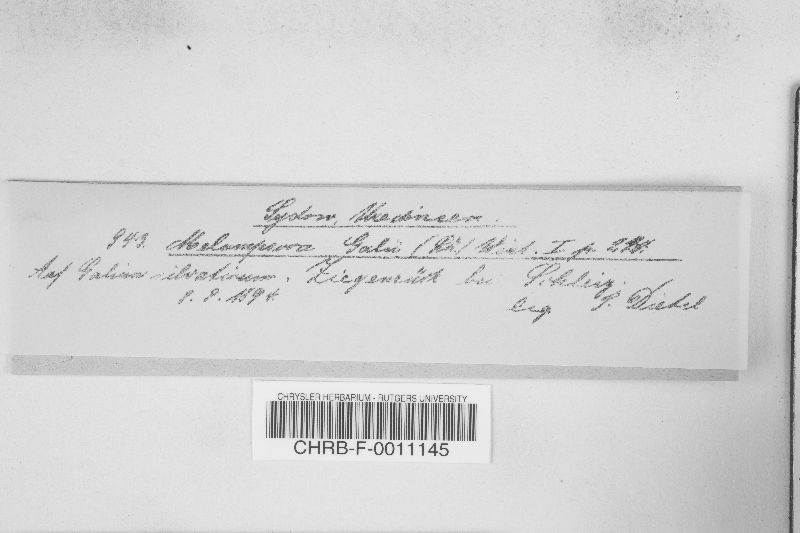 Sydow, Uredineen.
943. Melampsora Galii (Lk) Wint. I p 244.
Auf Galium silvaticum. Ziegenrück bei Schleiz.
8. 8. 1894 leg. P. Dietel
CHRYSLER HERBARIUM - RUTGERS UNIVERSITY
CHRB-F-0011145